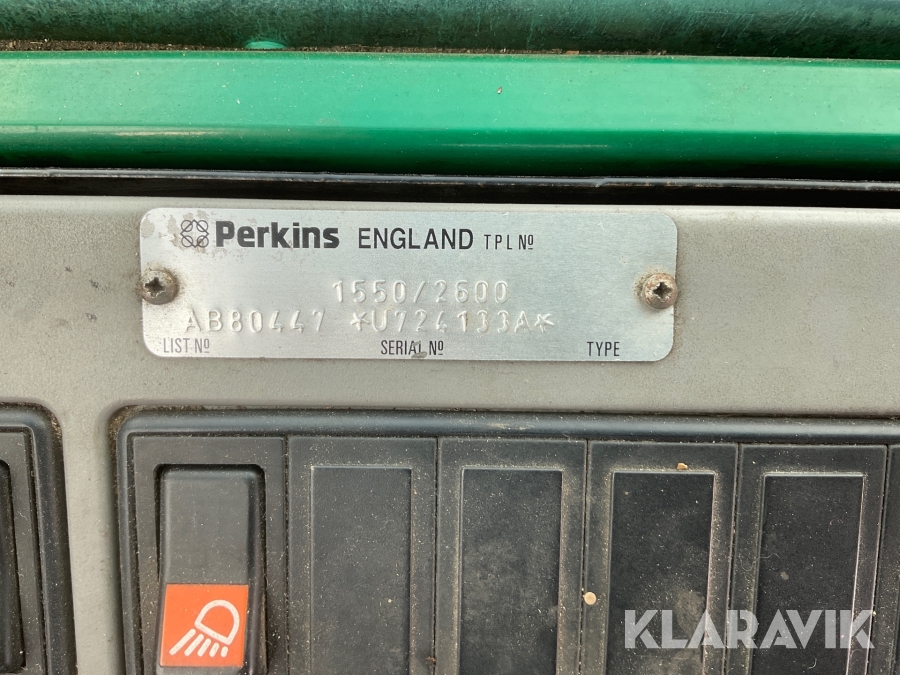 Perkins ENGLAND TPL Nº
1550/2600
AB80447 *U724133A*
LIST Nº SERIAL Nº TYPE
KLARAVIK